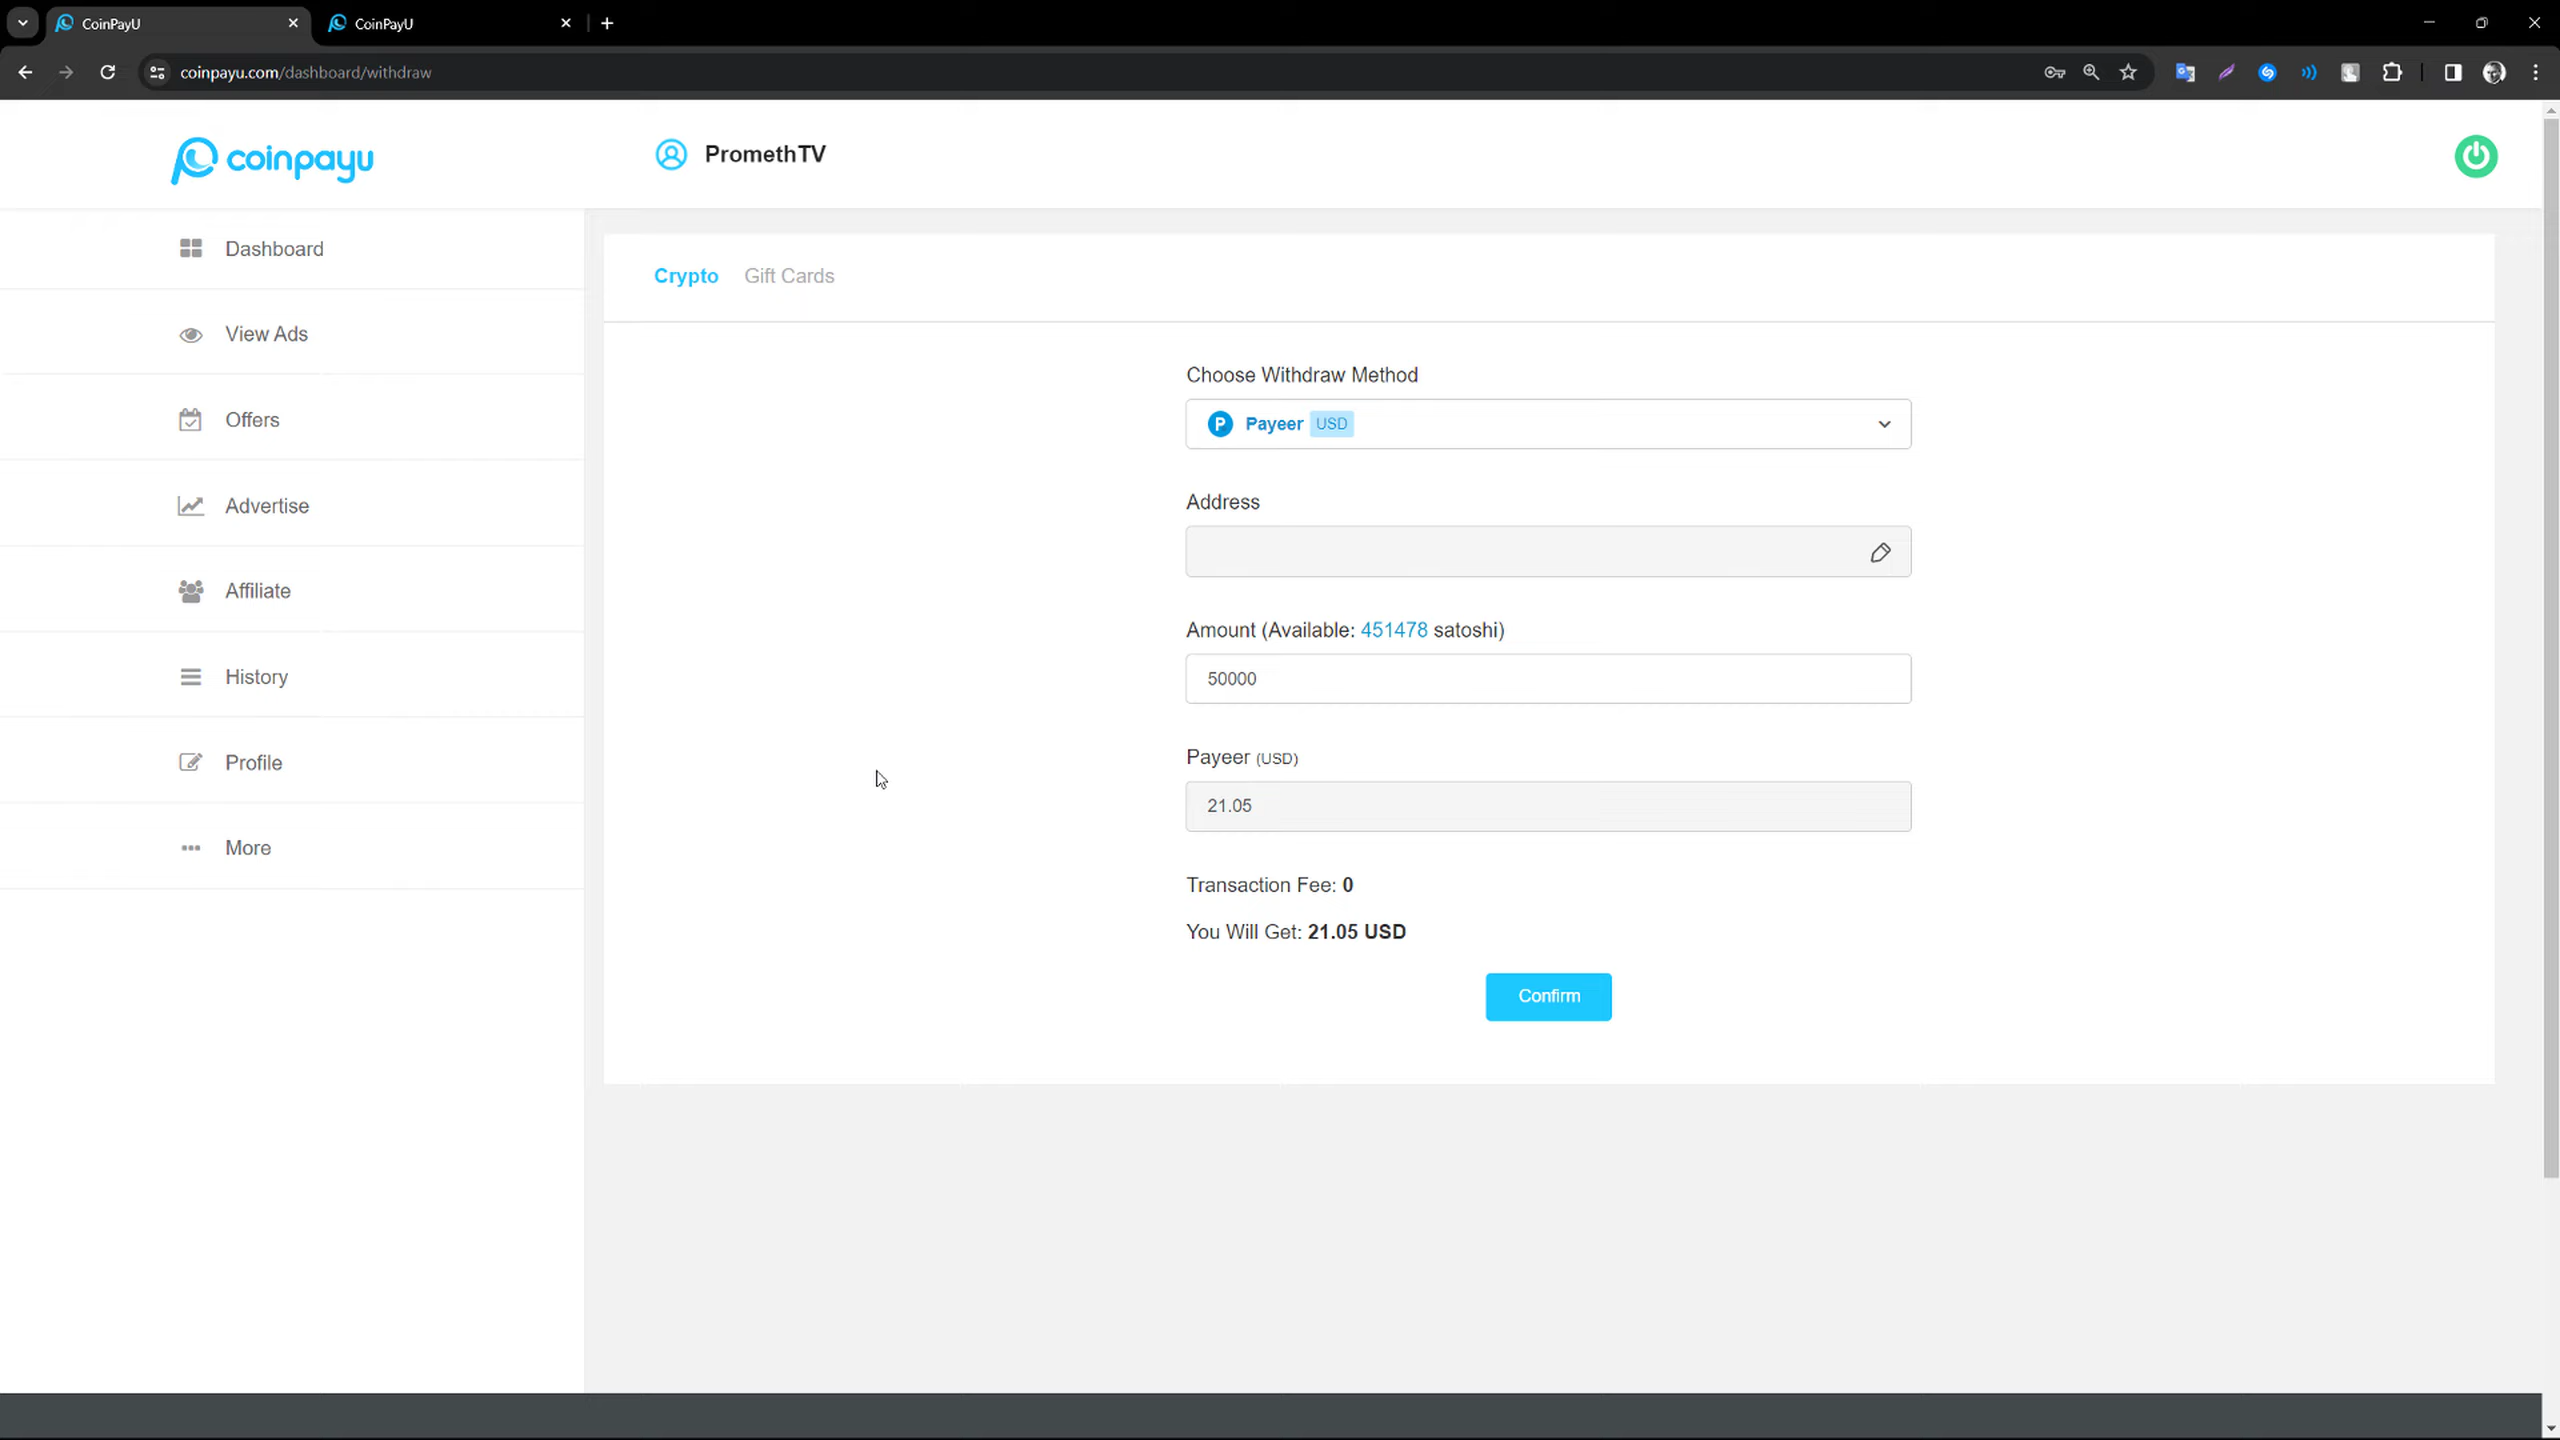 CoinPayU
CoinPayU
coinpayu.com/dashboard/withdraw
coinpayu
PromethTV
Dashboard
View Ads
Offers
Advertise
Affiliate
History
Profile
More
Crypto Gift Cards
Choose Withdraw Method
P Payeer USD
Address
Amount (Available: 451478 satoshi)
50000
Payeer (USD)
21.05
Transaction Fee: 0
You Will Get: 21.05 USD
Confirm